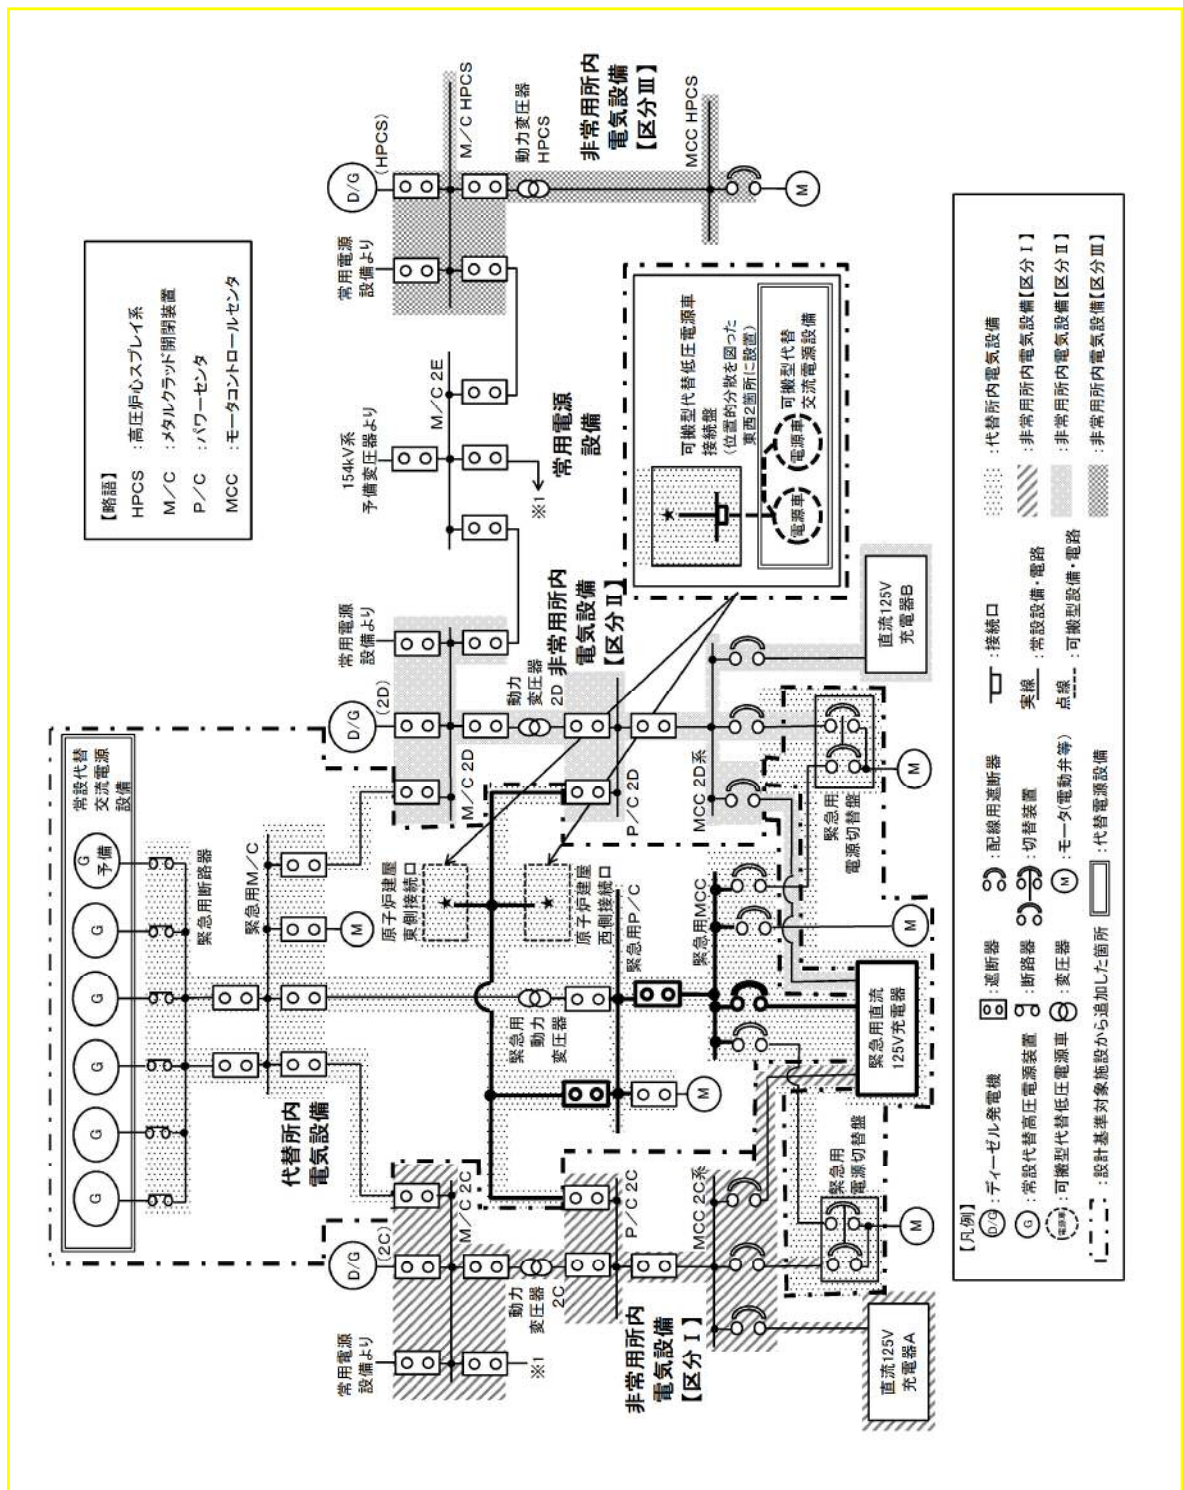 【略語】
HPCS ：高圧炉心スプレイ系
M／C ：メタルクラッド開閉装置
P／C ：パワーセンタ
MCC ：モータコントロールセンタ
常設代替
交流電源
設備
G
G
G
G
G
G
予備
緊急用断路器
緊急用M／C
M
代替所内
電気設備
常用電源
設備より
D/G
(2C)
M／C 2C
※1
動力
変圧器
2C
P／C 2C
非常用所内
電気設備
【区分Ⅰ】
MCC 2C系
直流125V
充電器A
緊急用
電源切替盤
M
緊急用
動力
変圧器
緊急用P／C
M
緊急用MCC
M
緊急用直流
125V充電器
原子炉建屋
東側接続口
★
原子炉建屋
西側接続口
★
D/G
(2D)
常用電源
設備より
M／C 2D
動力
変圧器
2D
P／C 2D
非常用所内
電気設備
【区分Ⅱ】
MCC 2D系
直流125V
充電器B
緊急用
電源切替盤
M
154kV系
予備変圧器より
M／C 2E
※1
常用電源
設備
可搬型代替低圧電源車
接続盤
(位置的分散を図った
東西2箇所に設置)
★
電源車
電源車
可搬型代替
交流電源設備
常用電源
設備より
D/G
(HPCS)
M／C HPCS
動力変圧器
HPCS
非常用所内
電気設備
【区分Ⅲ】
MCC HPCS
M
【凡例】
D/G ：ディーゼル発電機
G ：常設代替高圧電源装置
電源車 ：可搬型代替低圧電源車
：設計基準対象施設から追加した箇所
：遮断器
：断路器
：変圧器
：代替電源設備
：配線用遮断器
：切替装置
M ：モータ(電動弁等)
：接続口
実線 ：常設設備・電路
点線 ：可搬型設備・電路
：代替所内電気設備
：非常用所内電気設備【区分Ⅰ】
：非常用所内電気設備【区分Ⅱ】
：非常用所内電気設備【区分Ⅲ】